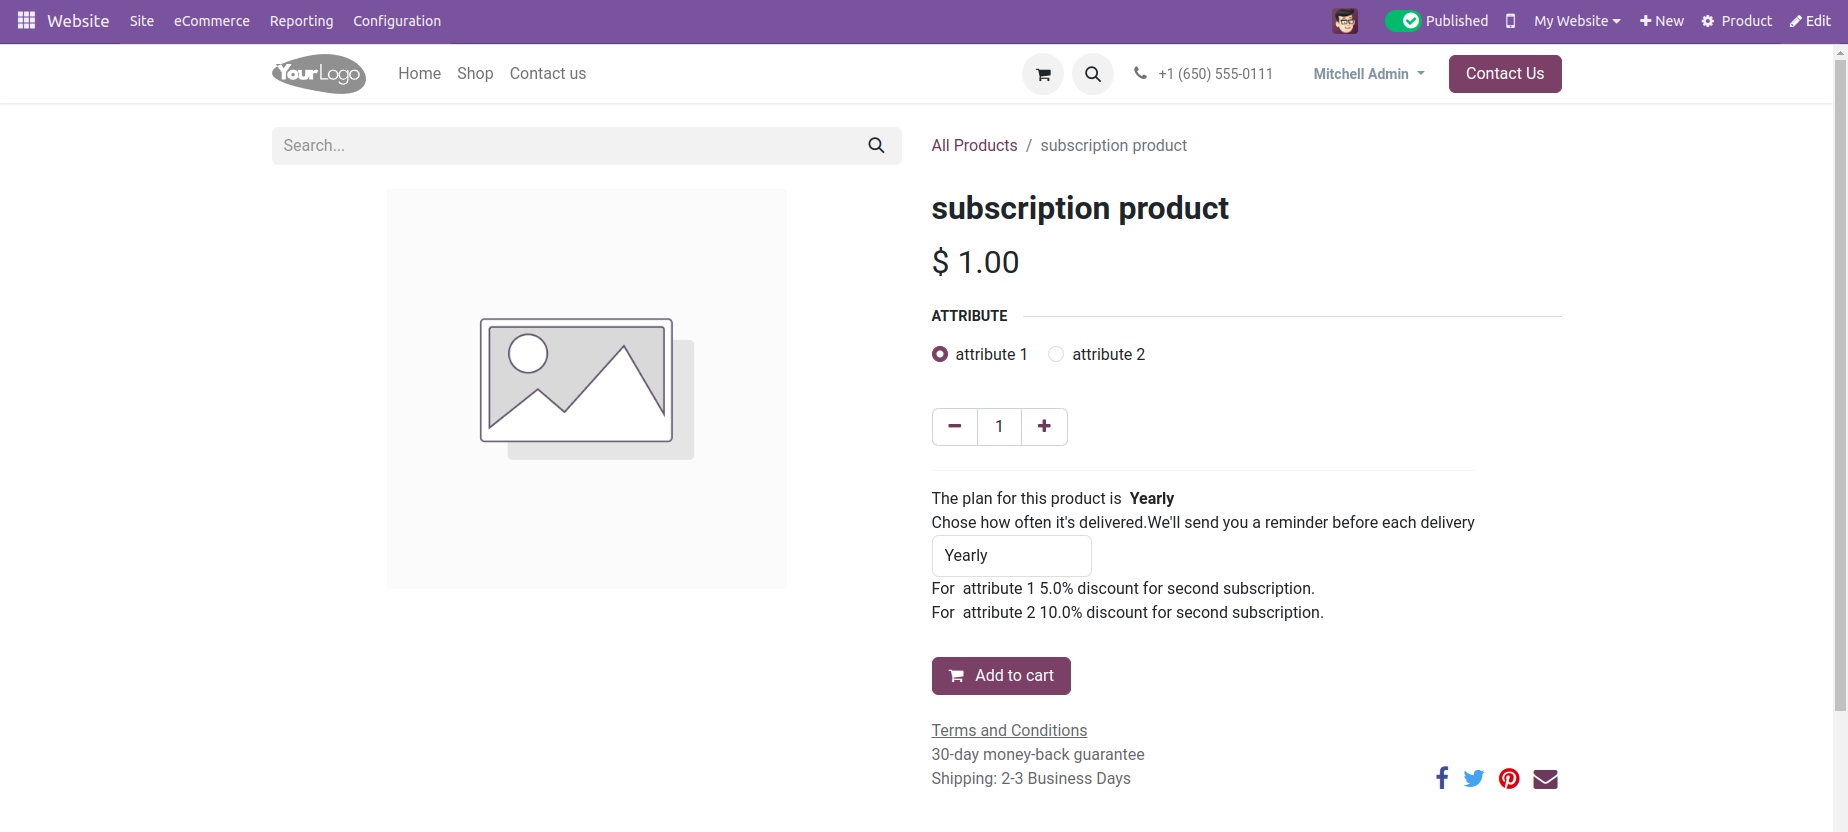 Website Site eCommerce Reporting Configuration Published My Website New Product Edit
YourLogo Home Shop Contact us +1 (650) 555-0111 Mitchell Admin Contact Us
Search...
All Products / subscription product
subscription product
$ 1.00
ATTRIBUTE
attribute 1 attribute 2
1
The plan for this product is Yearly
Chose how often it's delivered.We'll send you a reminder before each delivery
Yearly
For attribute 1 5.0% discount for second subscription.
For attribute 2 10.0% discount for second subscription.
Add to cart
Terms and Conditions
30-day money-back guarantee
Shipping: 2-3 Business Days